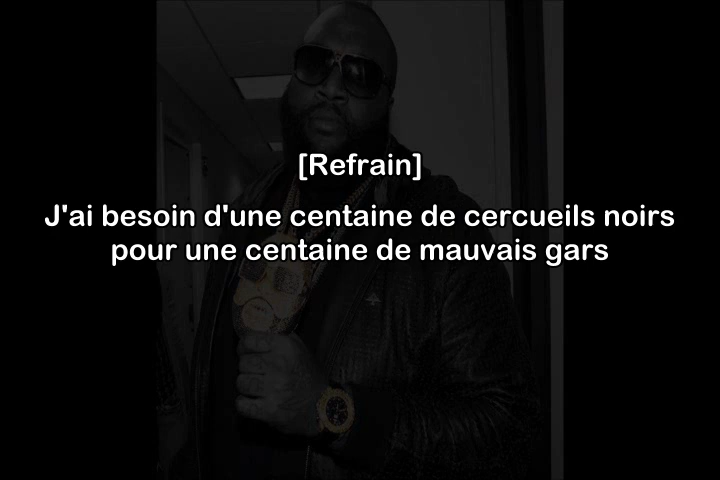 [Refrain]
J'ai besoin d'une centaine de cercueils noirs
pour une centaine de mauvais gars